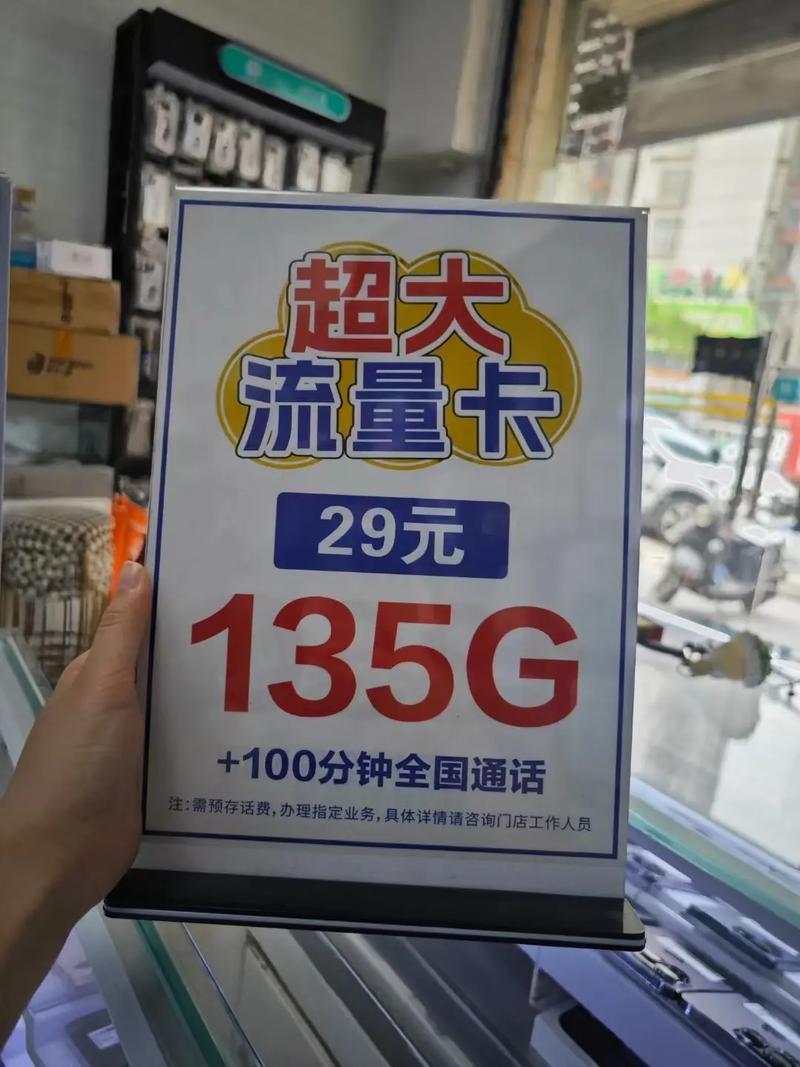 超大
流量卡
29元
135G
+100分钟全国通话
注:需预存话费,办理指定业务,具体详情请咨询门店工作人员